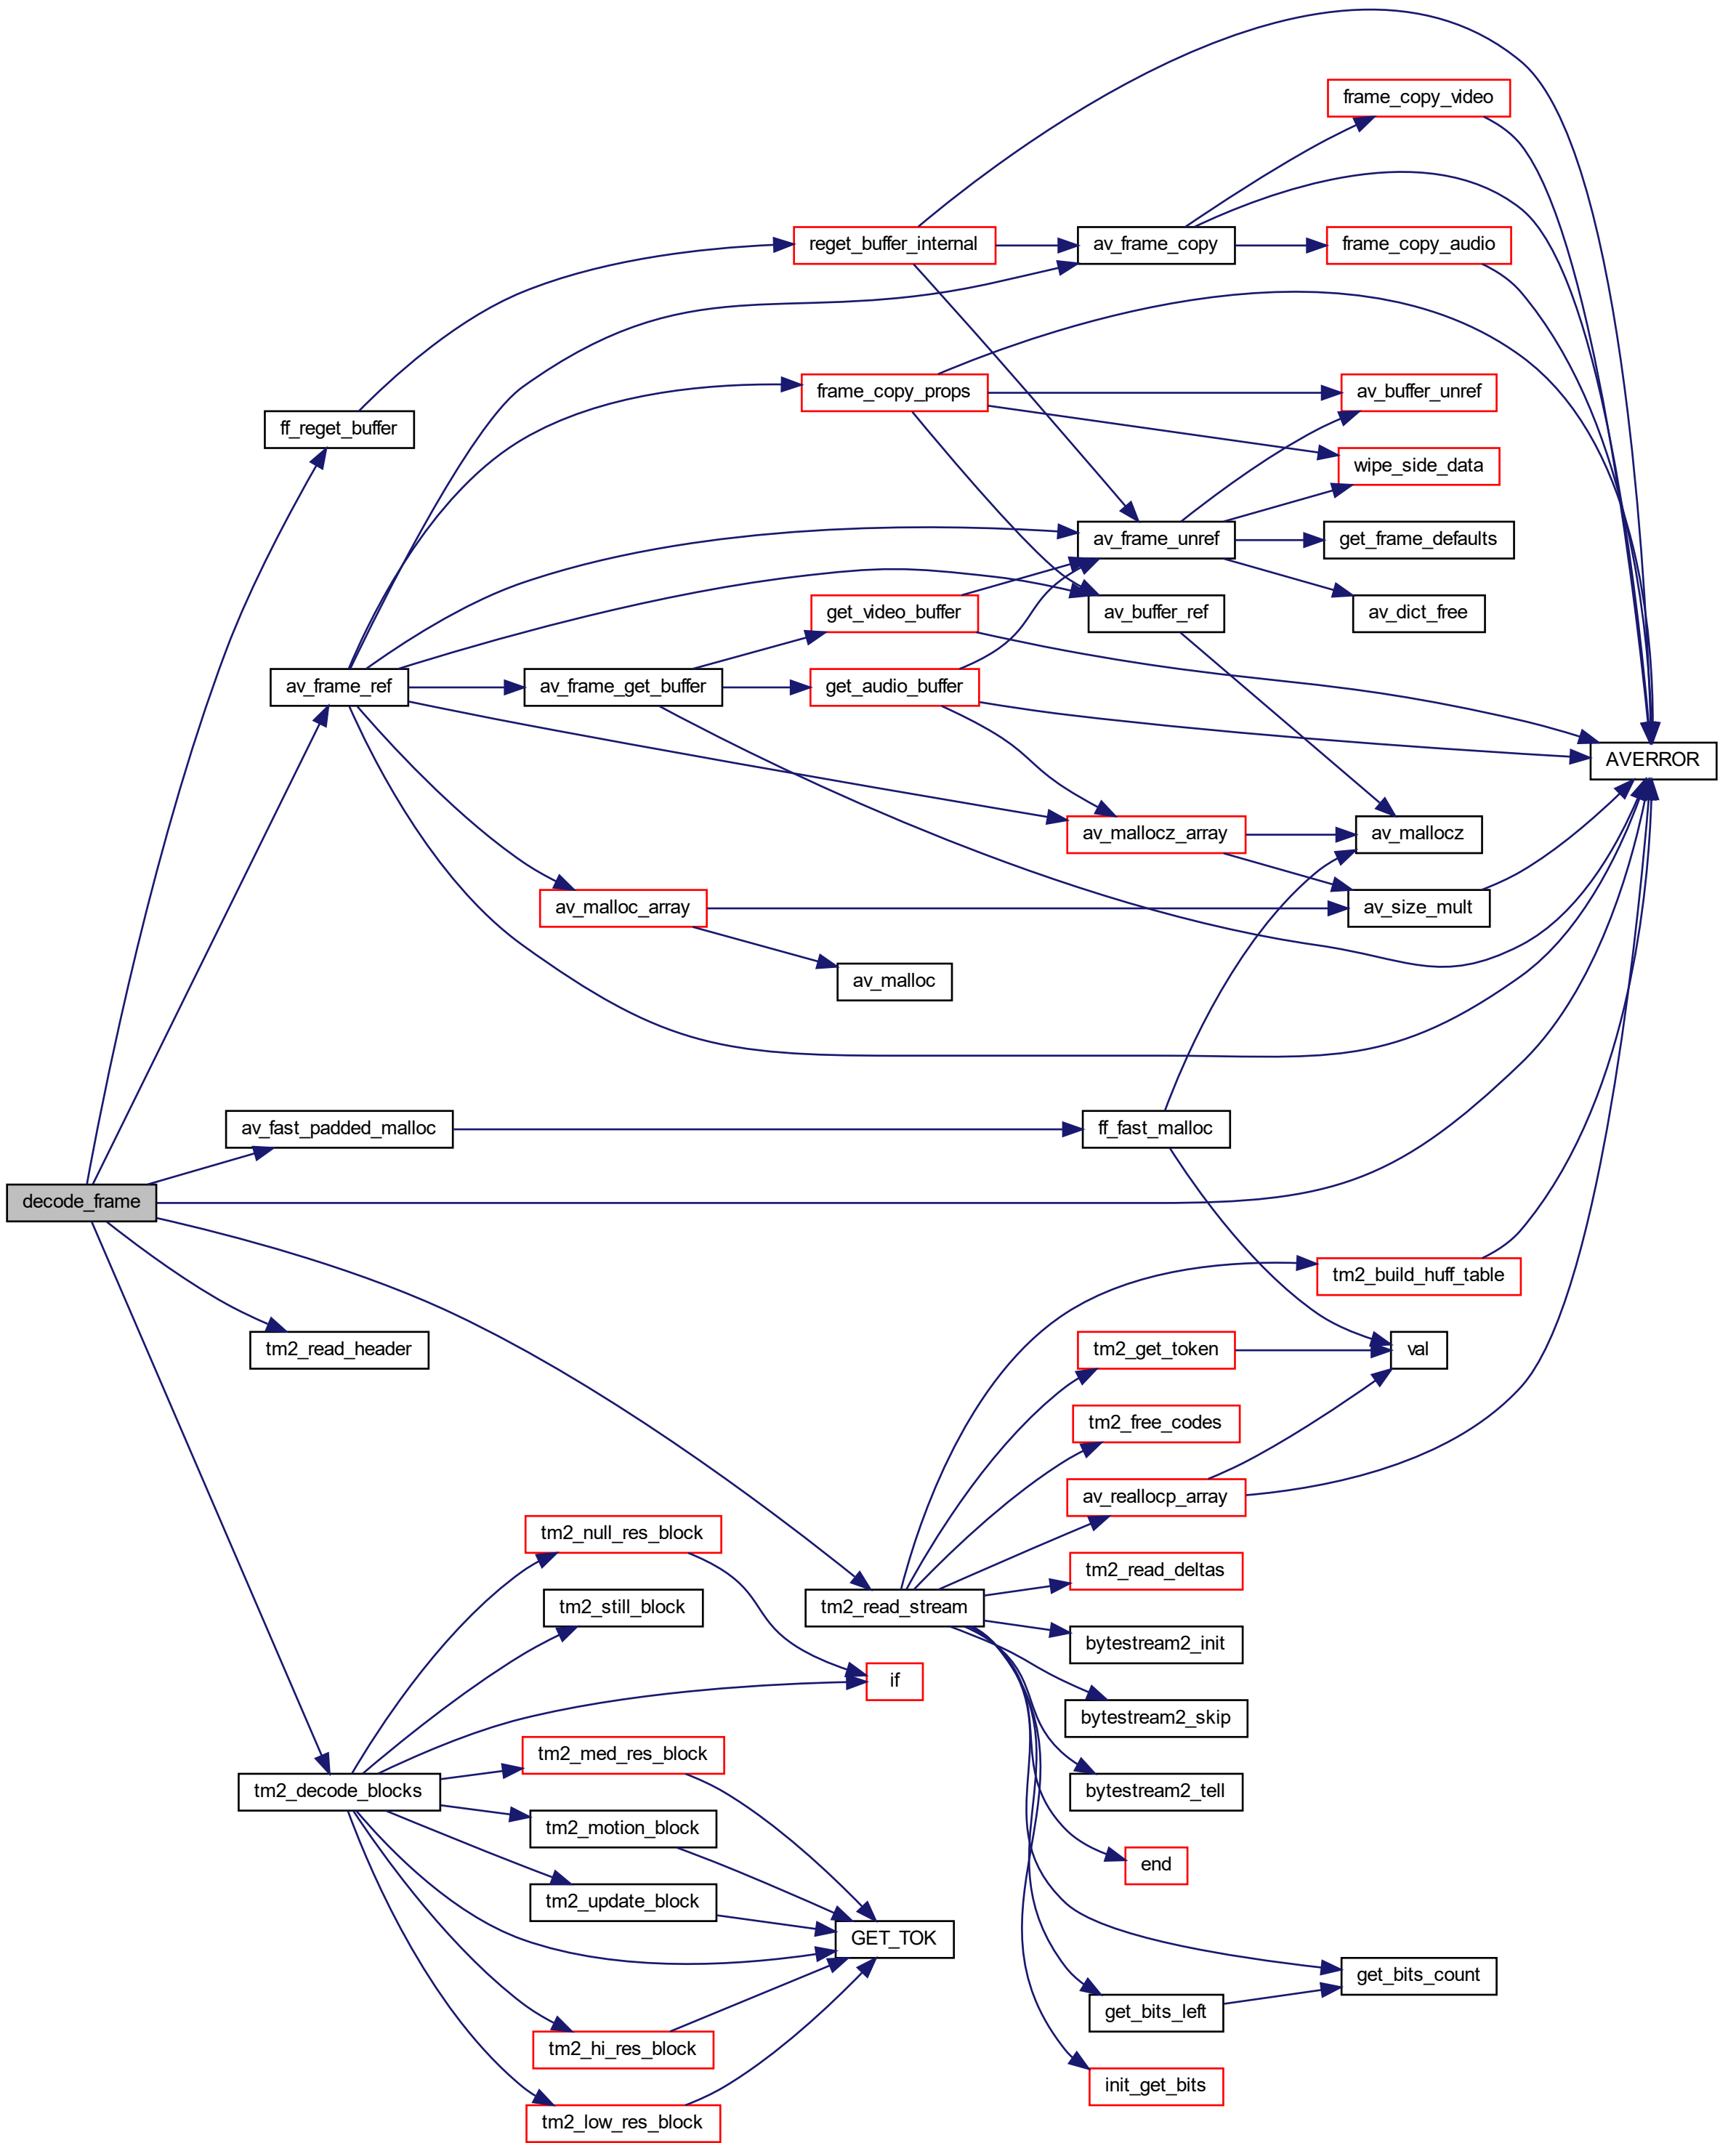 frame_copy_video
reget_buffer_internal
av_frame_copy
frame_copy_audio
frame_copy_props
av_buffer_unref
ff_reget_buffer
wipe_side_data
av_frame_unref
get_frame_defaults
get_video_buffer
av_buffer_ref
av_dict_free
av_frame_ref
av_frame_get_buffer
get_audio_buffer
AVERROR
av_mallocz_array
av_mallocz
av_malloc_array
av_size_mult
av_malloc
av_fast_padded_malloc
ff_fast_malloc
decode_frame
tm2_build_huff_table
tm2_read_header
tm2_get_token
val
tm2_free_codes
av_reallocp_array
tm2_null_res_block
tm2_read_deltas
tm2_still_block
tm2_read_stream
bytestream2_init
if
bytestream2_skip
tm2_med_res_block
tm2_decode_blocks
bytestream2_tell
tm2_motion_block
end
tm2_update_block
GET_TOK
get_bits_count
get_bits_left
tm2_hi_res_block
init_get_bits
tm2_low_res_block